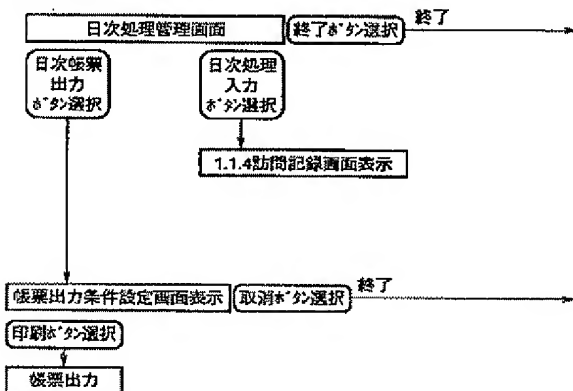 日次処理管理画面
終了ボタン選択
終了
日次帳票
出力
ボタン選択
日次処理
入力
ボタン選択
1.1.4訪問記録画面表示
帳票出力条件設定画面表示
取消ボタン選択
終了
印刷ボタン選択
帳票出力